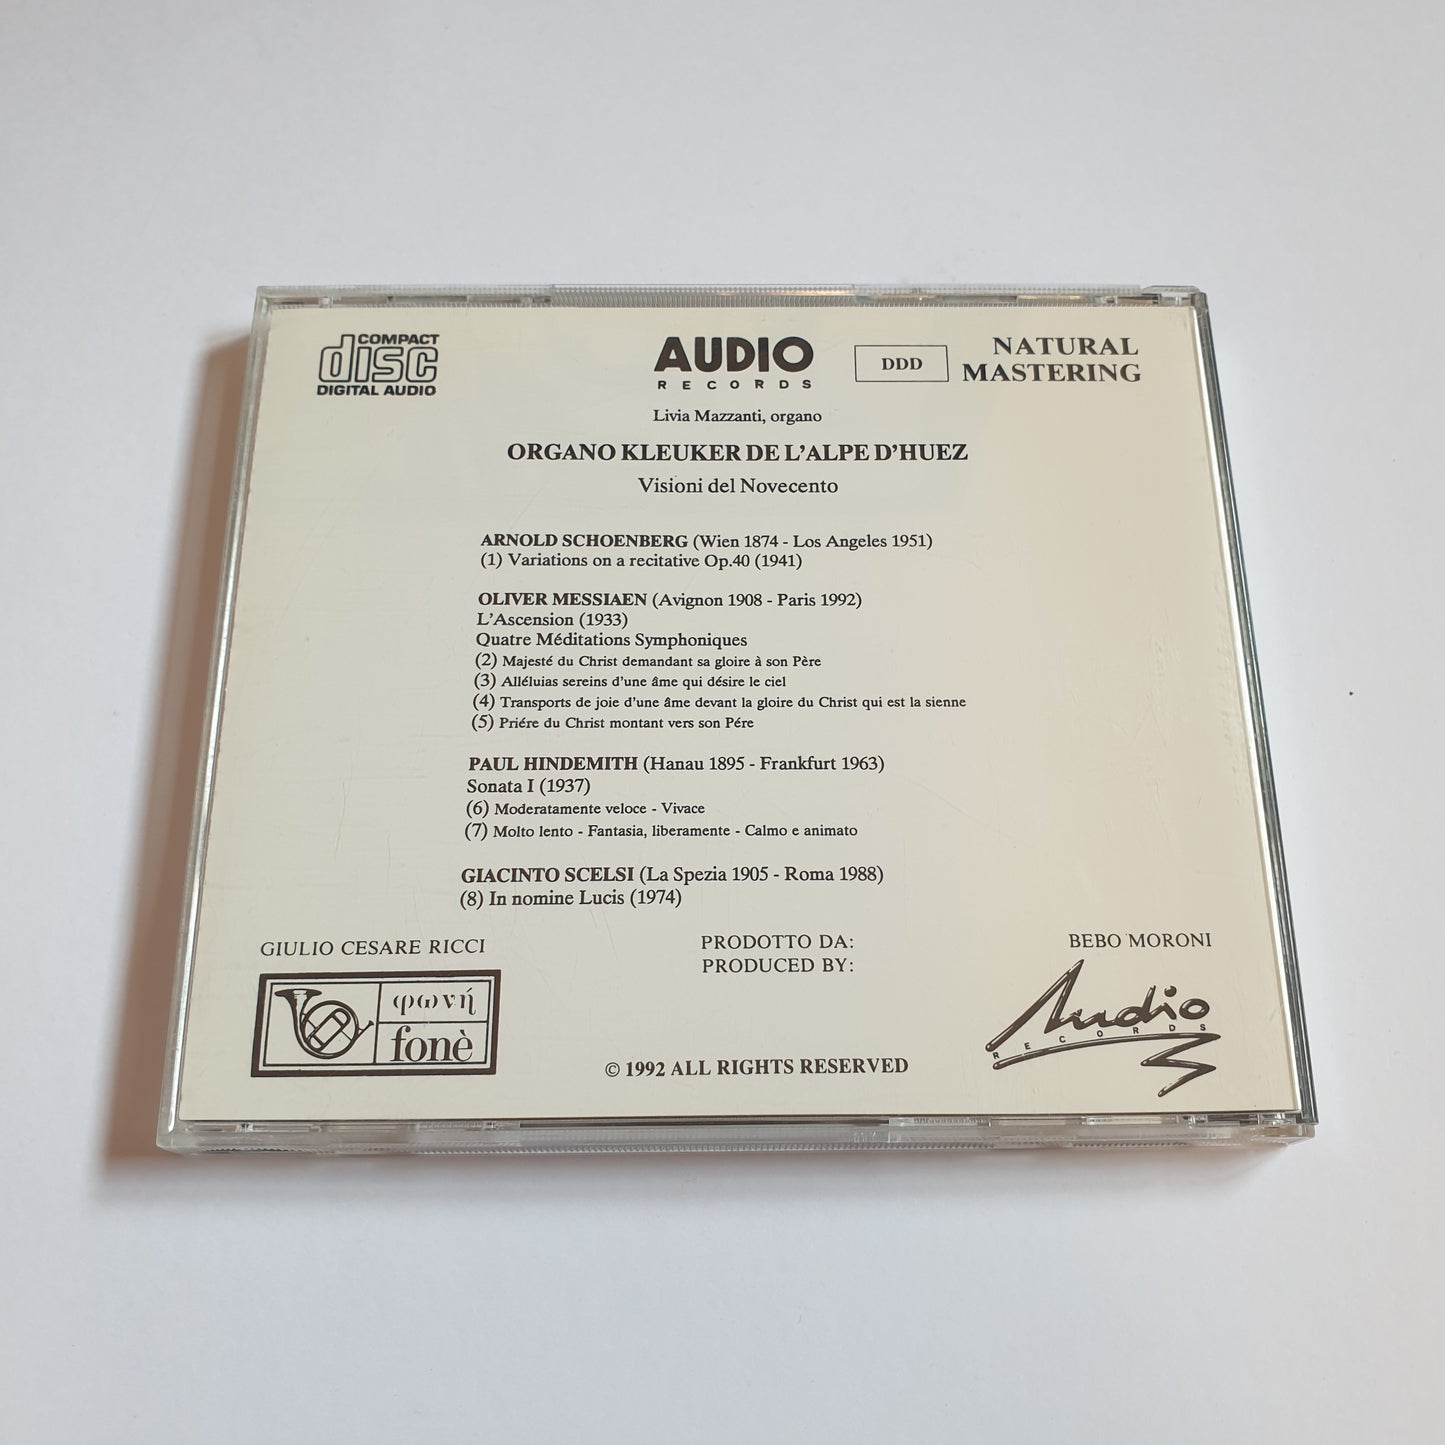 COMPACT
disc
DIGITAL AUDIO
AUDIO
RECORDS
DDD
NATURAL
MASTERING
Livia Mazzanti, organo
ORGANO KLEUKER DE L'ALPE D'HUEZ
Visioni del Novecento
ARNOLD SCHOENBERG (Wien 1874 - Los Angeles 1951)
(1) Variations on a recitative Op.40 (1941)
OLIVER MESSIAEN (Avignon 1908 - Paris 1992)
L'Ascension (1933)
Quatre Méditations Symphoniques
(2) Majesté du Christ demandant sa gloire à son Père
(3) Alléluias sereins d'une âme qui désire le ciel
(4) Transports de joie d'une âme devant la gloire du Christ qui est la sienne
(5) Priére du Christ montant vers son Pére
PAUL HINDEMITH (Hanau 1895 - Frankfurt 1963)
Sonata I (1937)
(6) Moderatamente veloce - Vivace
(7) Molto lento - Fantasia, liberamente - Calmo e animato
GIACINTO SCELSI (La Spezia 1905 - Roma 1988)
(8) In nomine Lucis (1974)
GIULIO CESARE RICCI
φωνή
fonè
PRODOTTO DA:
PRODUCED BY:
© 1992 ALL RIGHTS RESERVED
BEBO MORONI
Audio
RECORDS